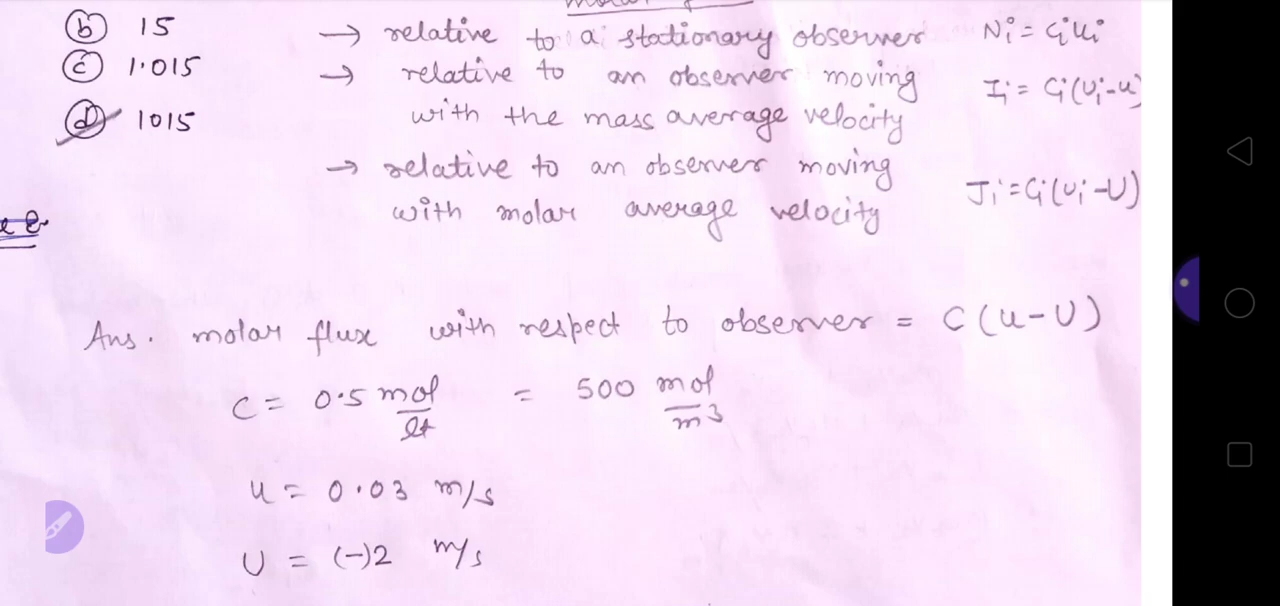 ⓑ 15 → relative to a stationary observer Ni = CiUi
ⓒ 1.015 → relative to an observer moving Ii = Ci(Ui-u)
ⓓ 1015 with the mass average velocity
→ relative to an observer moving Ji = Ci(Ui-U)
with molar average velocity
Ans. molar flux with respect to observer = C(u-U)
C = 0.5 mol/lt = 500 mol/m³
u = 0.03 m/s
U = (-)2 m/s